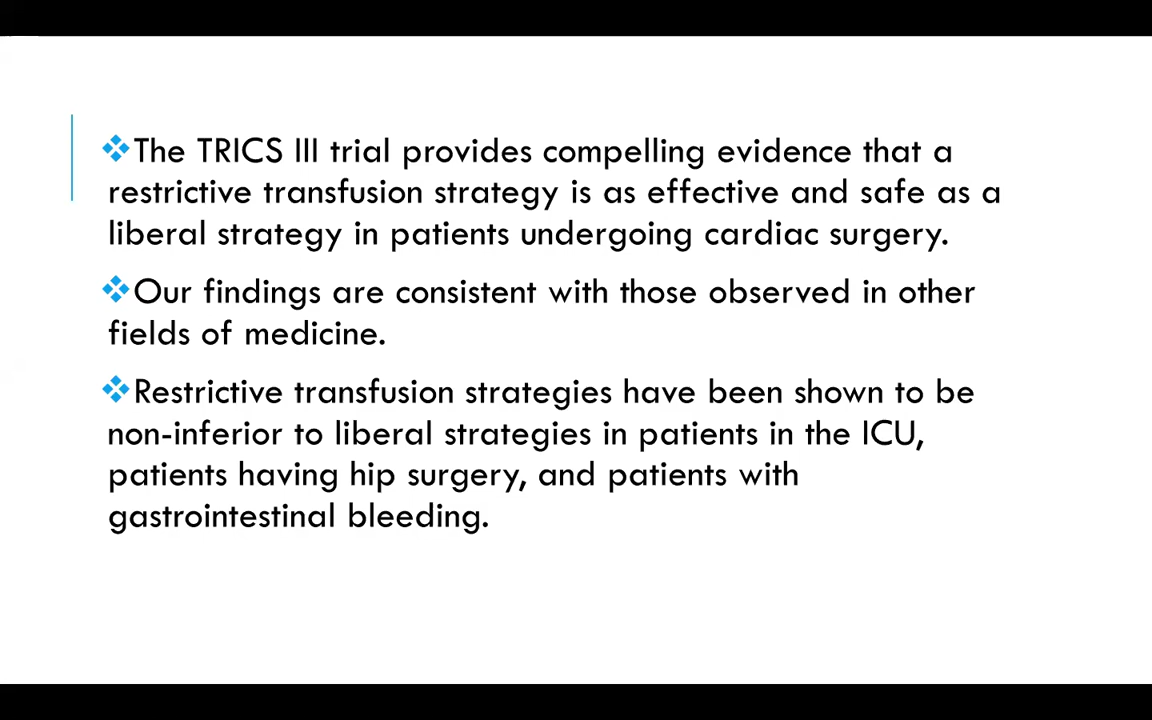 ❖The TRICS III trial provides compelling evidence that a
restrictive transfusion strategy is as effective and safe as a
liberal strategy in patients undergoing cardiac surgery.
❖Our findings are consistent with those observed in other
fields of medicine.
❖Restrictive transfusion strategies have been shown to be
non-inferior to liberal strategies in patients in the ICU,
patients having hip surgery, and patients with
gastrointestinal bleeding.